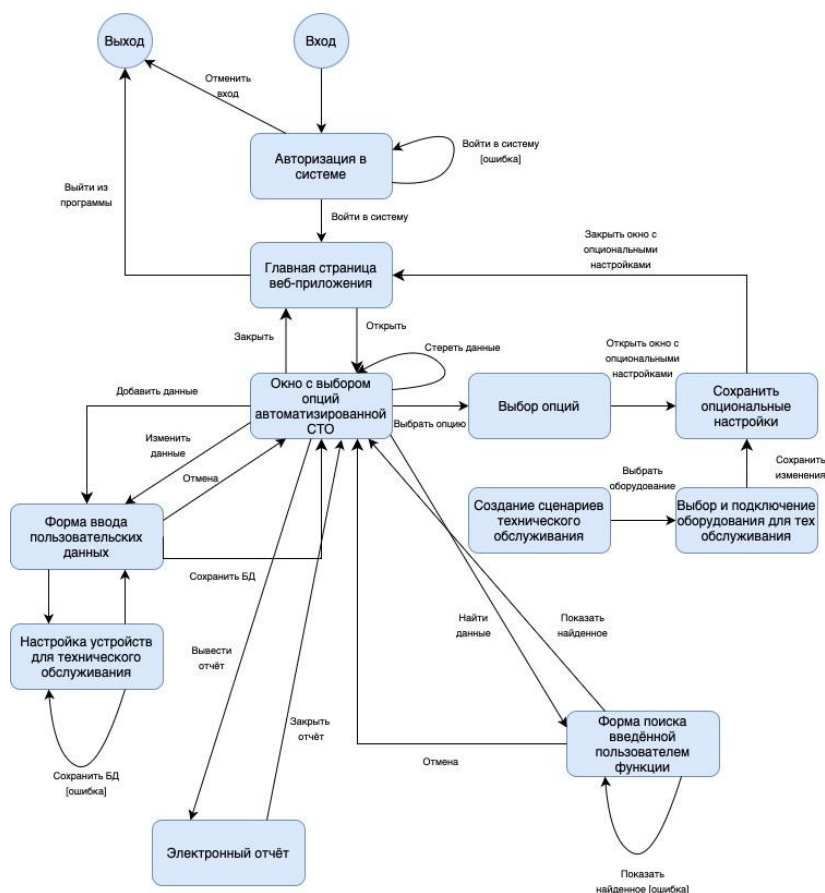 Выход
Вход
Отменить
вход
Авторизация в
системе
Войти в систему
[ошибка]
Выйти из
программы
Войти в систему
Закрыть окно с
опциональными
настройками
Главная страница
веб-приложения
Закрыть
Открыть
Стереть данные
Открыть окно с
опциональными
настройками
Добавить данные
Окно с выбором
опций
автоматизированной
СТО
Выбрать опцию
Выбор опций
Сохранить
опциональные
настройки
Изменить
данные
Отмена
Выбрать
оборудование
Сохранить
изменения
Форма ввода
пользовательских
данных
Создание сценариев
технического
обслуживания
Выбор и подключение
оборудования для тех
обслуживания
Сохранить БД
Настройка устройств
для технического
обслуживания
Вывести
отчёт
Найти
данные
Показать
найденное
Закрыть
отчёт
Форма поиска
введённой
пользователем
функции
Отмена
Сохранить БД
[ошибка]
Электронный отчёт
Показать
найденное [ошибка]